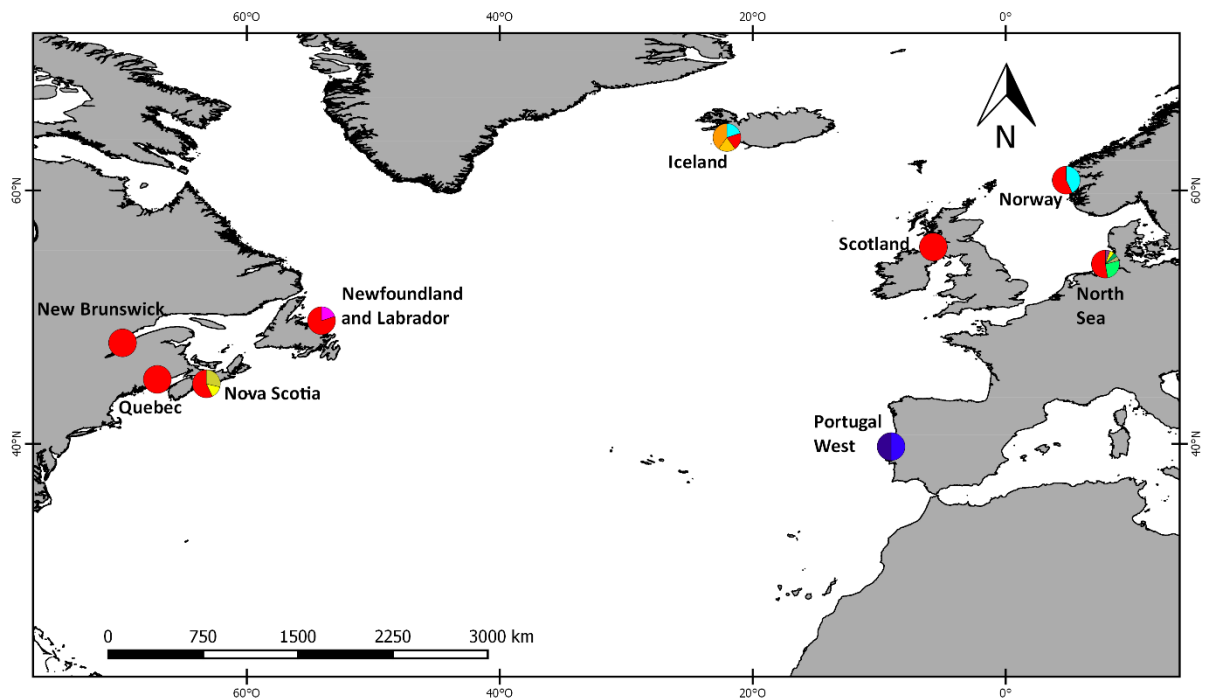 60°O
40°O
20°O
0°
N
Iceland
60°N
60°N
Norway
Scotland
Newfoundland
and Labrador
North
Sea
New Brunswick
Quebec
Nova Scotia
Portugal
West
40°N
40°N
0 750 1500 2250 3000 km
60°O
40°O
20°O
0°